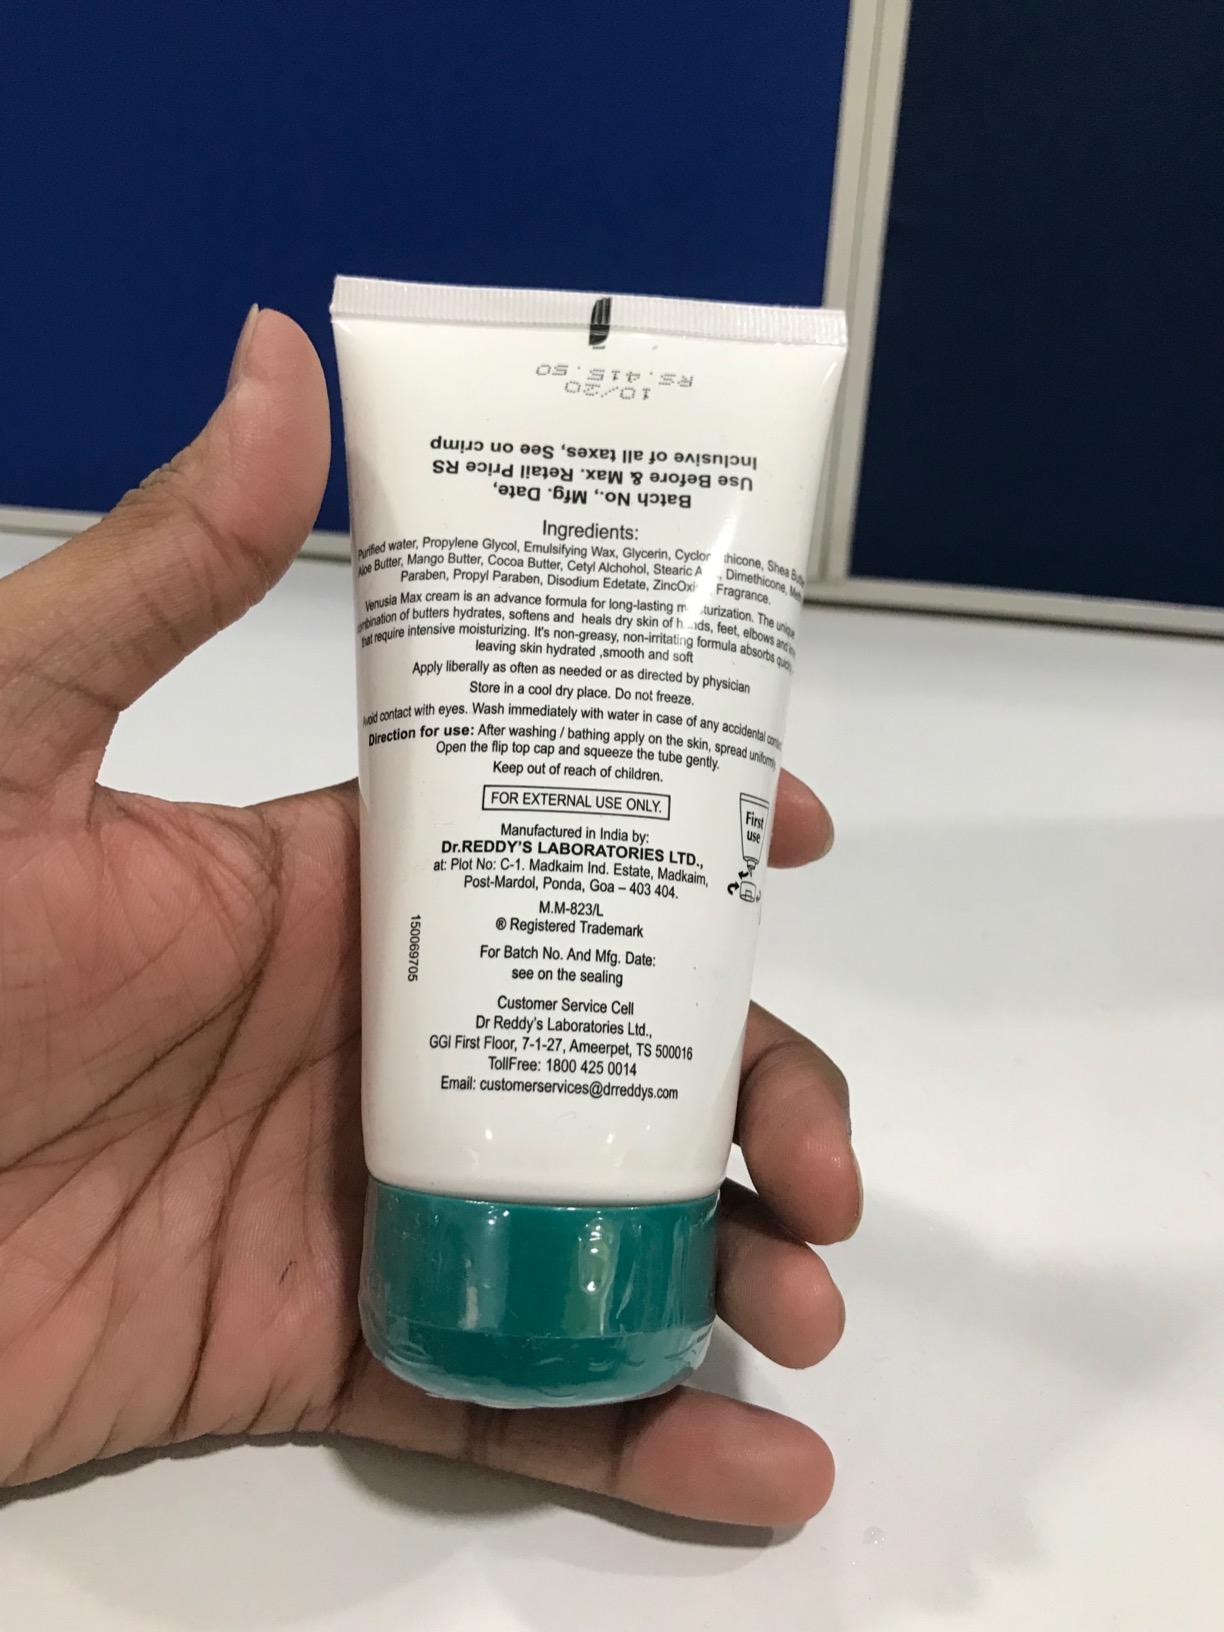 10/20
RS. 415.50
Batch No., Mfg. Date,
Use Before & Max. Retail Price RS
Inclusive of all taxes, See on crimp
Ingredients:
Purified water, Propylene Glycol, Emulsifying Wax, Glycerin, Shea
Butter, Mango Butter, Cocoa Butter, Cetyl Alchohol, Stearic Dimethicone,
Paraben, Propyl Paraben, Disodium Edetate, Fragrance.
Venusia Max cream is an advance formula for long-lasting The
of butters hydrates, softens and heals dry skin of feet, elbows and
that require intensive moisturizing. It's non-greasy, non-irritating formula absorbs
leaving skin hydrated ,smooth and soft
Apply liberally as often as needed or as directed by physician
Store in a cool dry place. Do not freeze.
contact with eyes. Wash immediately with water in case of any accidental
Direction for use: After washing / bathing apply on the skin, spread
Open the flip top cap and squeeze the tube gently.
Keep out of reach of children.
FOR EXTERNAL USE ONLY.
First
use
Manufactured in India by:
Dr.REDDY'S LABORATORIES LTD.,
at: Plot No: C-1. Madkaim Ind. Estate, Madkaim,
Post-Mardol, Ponda, Goa – 403 404.
M.M-823/L
® Registered Trademark
150069705
For Batch No. And Mfg. Date:
see on the sealing
Customer Service Cell
Dr Reddy's Laboratories Ltd.,
GGI First Floor, 7-1-27, Ameerpet, TS 500016
TollFree: 1800 425 0014
Email: customerservices@drreddys.com